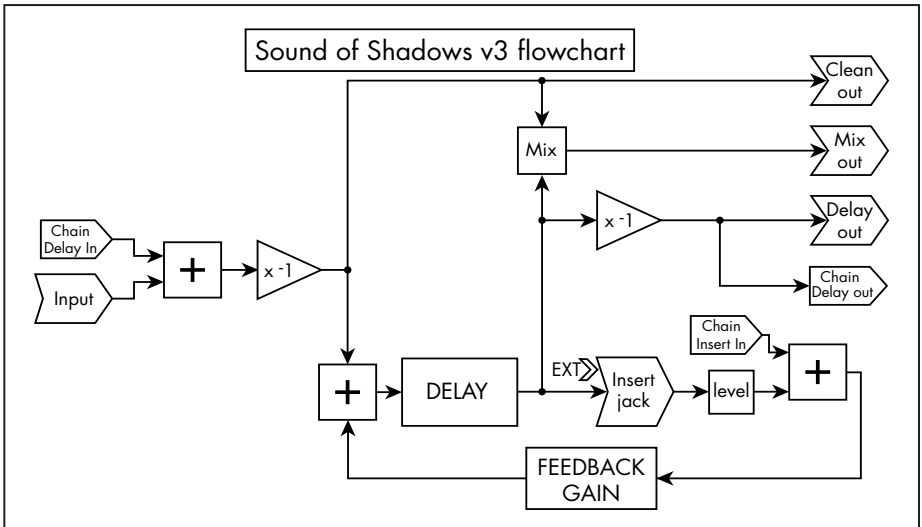 Sound of Shadows v3 flowchart
Clean
out
Mix
Mix
out
Chain
Delay In
x -1
Delay
out
+
x -1
Input
Chain
Delay out
Chain
Insert In
EXT
Insert
jack
+
+
DELAY
level
FEEDBACK
GAIN